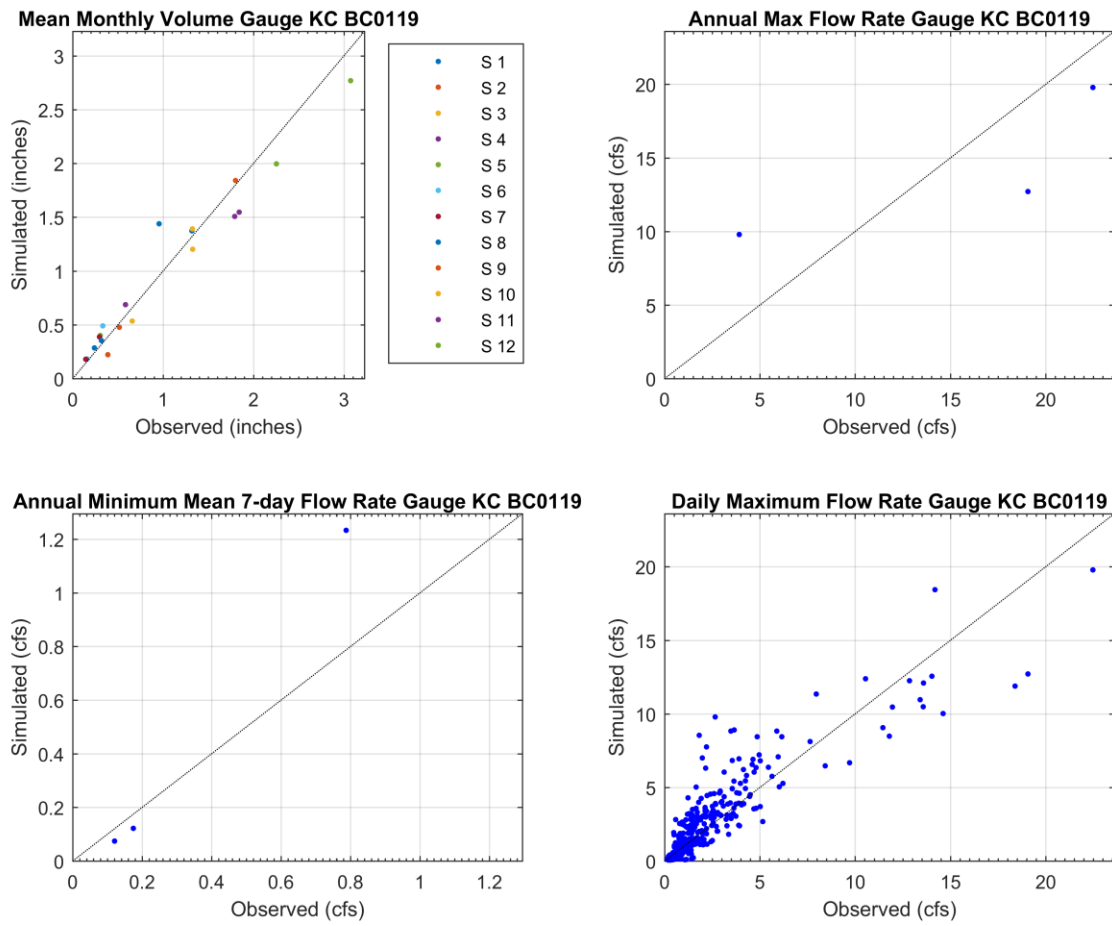 Mean Monthly Volume Gauge KC BC0119
3
2.5
2
1.5
1
0.5
0
0
1
2
3
Simulated (inches)
Observed (inches)
S 1
S 2
S 3
S 4
S 5
S 6
S 7
S 8
S 9
S 10
S 11
S 12
Annual Max Flow Rate Gauge KC BC0119
20
15
10
5
0
0
5
10
15
20
Simulated (cfs)
Observed (cfs)
Annual Minimum Mean 7-day Flow Rate Gauge KC BC0119
1.2
1
0.8
0.6
0.4
0.2
0
0
0.2
0.4
0.6
0.8
1
1.2
Simulated (cfs)
Observed (cfs)
Daily Maximum Flow Rate Gauge KC BC0119
20
15
10
5
0
0
5
10
15
20
Simulated (cfs)
Observed (cfs)